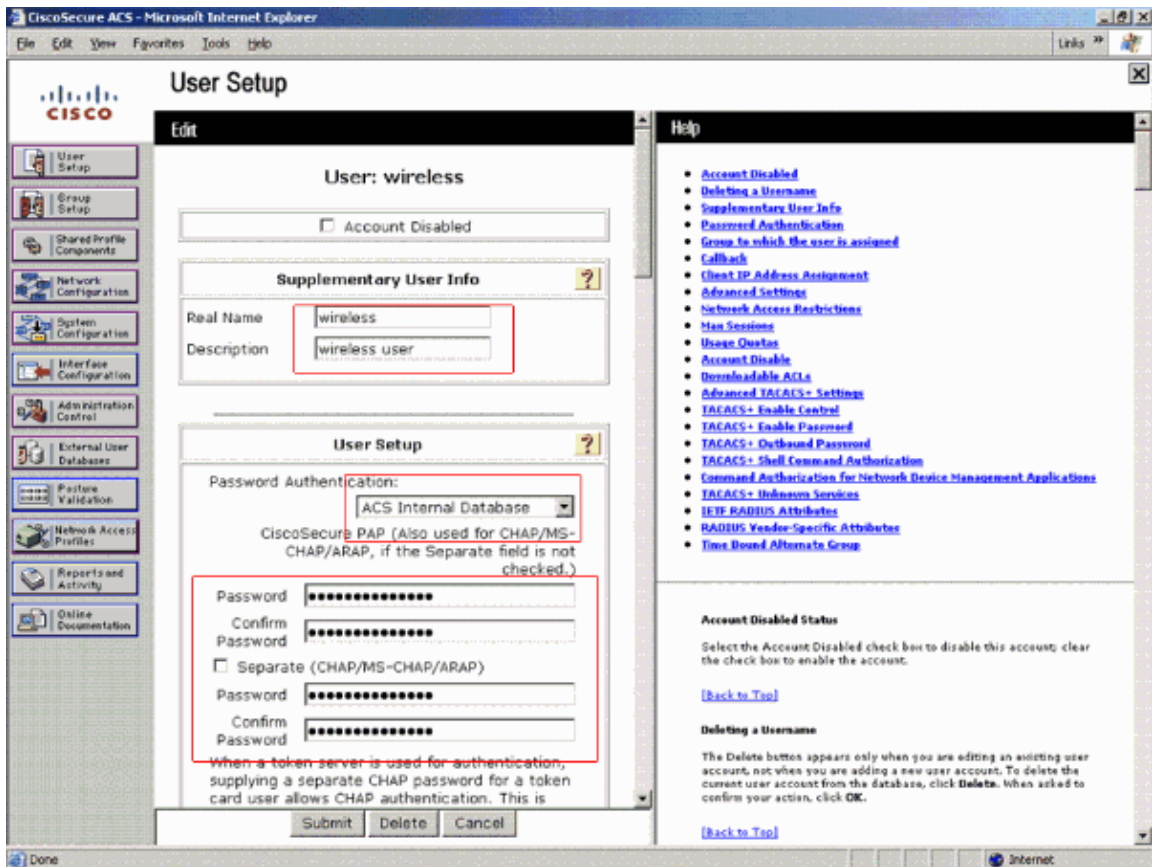 CiscoSecure ACS - Microsoft Internet Explorer
File Edit View Favorites Tools Help
Links »
CISCO
User Setup
Edit
User Setup
Group Setup
Shared Profile Components
Network Configuration
System Configuration
Interface Configuration
Administration Control
External User Databases
Posture Validation
Network Access Profiles
Reports and Activity
Online Documentation
User: wireless
Account Disabled
Supplementary User Info
?
Real Name wireless
Description wireless user
User Setup
?
Password Authentication:
ACS Internal Database
CiscoSecure PAP (Also used for CHAP/MS-
CHAP/ARAP, if the Separate field is not
checked.)
Password ••••••••••••••
Confirm
Password ••••••••••••••
Separate (CHAP/MS-CHAP/ARAP)
Password ••••••••••••••
Confirm
Password ••••••••••••••
When a token server is used for authentication,
supplying a separate CHAP password for a token
card user allows CHAP authentication. This is
Submit Delete Cancel
Help
Account Disabled
Deleting a Username
Supplementary User Info
Password Authentication
Group to which the user is assigned
Callback
Client IP Address Assignment
Advanced Settings
Network Access Restrictions
Max Sessions
Usage Quotas
Account Disable
Downloadable ACLs
Advanced TACACS+ Settings
TACACS+ Enable Control
TACACS+ Enable Password
TACACS+ Outbound Password
TACACS+ Shell Command Authorization
Command Authorization for Network Device Management Applications
TACACS+ Unknown Services
IETF RADIUS Attributes
RADIUS Vendor-Specific Attributes
Time Bound Alternate Group
Account Disabled Status
Select the Account Disabled check box to disable this account; clear
the check box to enable the account.
[Back to Top]
Deleting a Username
The Delete button appears only when you are editing an existing user
account, not when you are adding a new user account. To delete the
current user account from the database, click Delete. When asked to
confirm your action, click OK.
[Back to Top]
Done
Internet